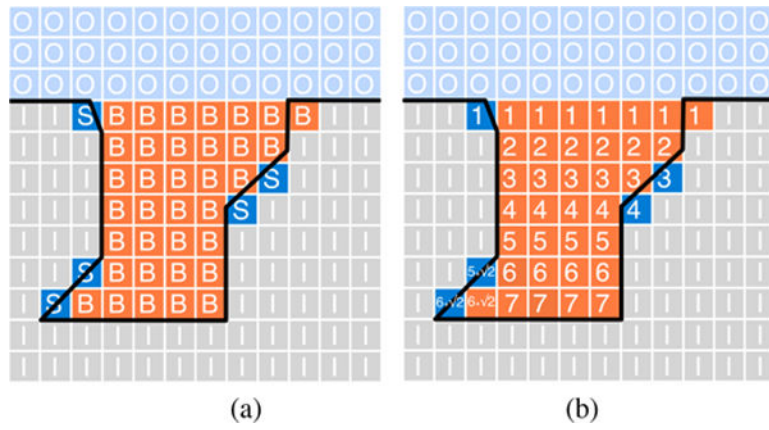 O O O O O O O O O O O O O O O O O O O O O O O O
O O O O O O O O O O O O O O O O O O O O O O O O
O O O O O O O O O O O O O O O O O O O O O O O O
I I S B B B B B B B I I I I 1 1 1 1 1 1 1 1 I I
I I I B B B B B B I I I I I I 2 2 2 2 2 2 I I I
I I I B B B B B S I I I I I I 3 3 3 3 3 3 I I I
I I I B B B B S I I I I I I I 4 4 4 4 4 I I I I
I I I B B B B I I I I I I I I 5 5 5 5 I I I I I
I I S B B B B I I I I I I I 5+√2 6 6 6 6 I I I I I
I S B B B B B I I I I I I 6+√2 6+√2 7 7 7 7 I I I I I
I I I I I I I I I I I I I I I I I I I I I I I I
I I I I I I I I I I I I I I I I I I I I I I I I
(a) (b)